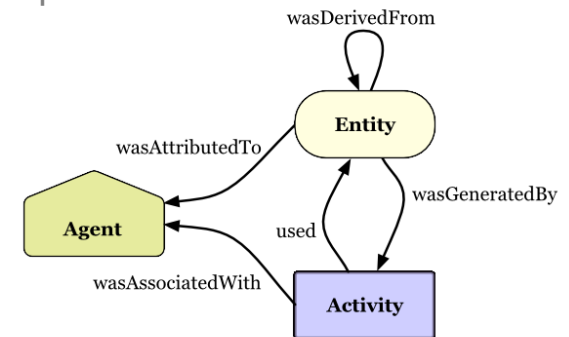 wasDerivedFrom
Entity
wasAttributedTo
wasGeneratedBy
Agent
used
wasAssociatedWith
Activity